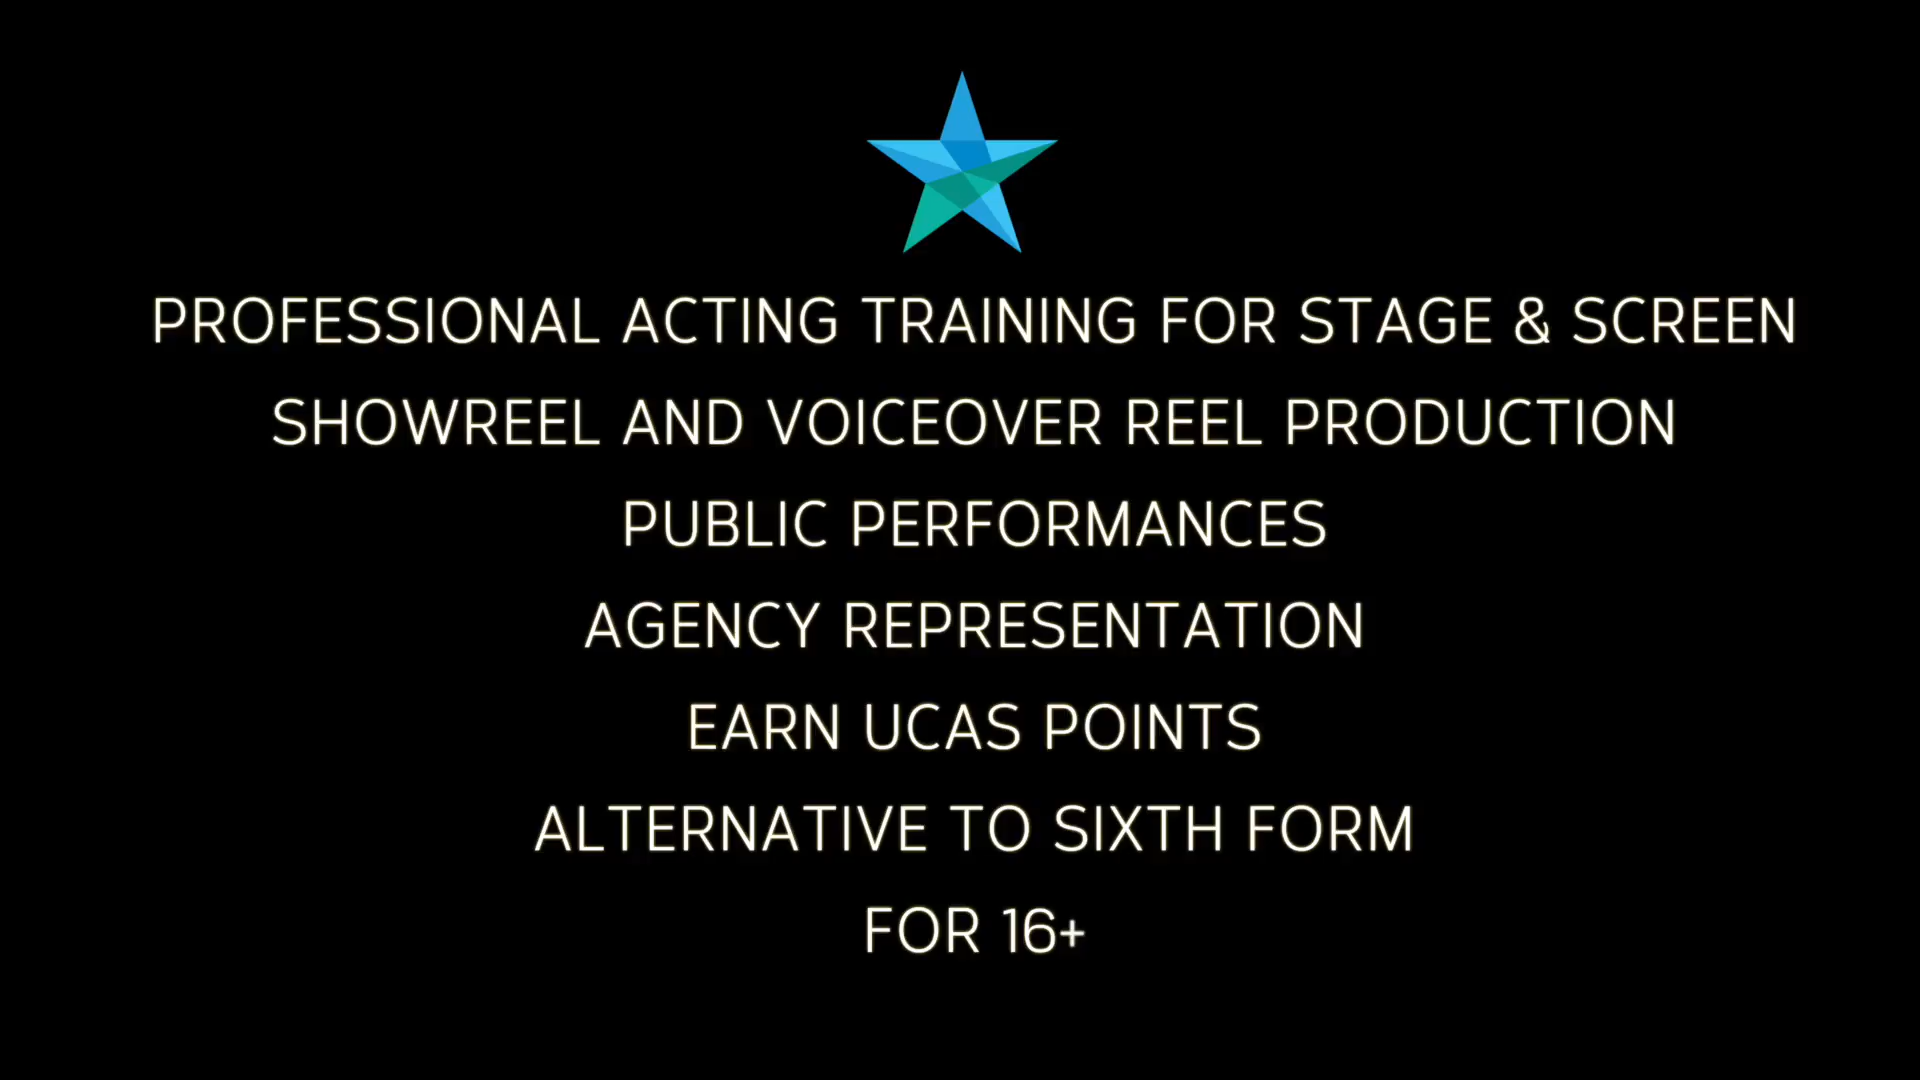 PROFESSIONAL ACTING TRAINING FOR STAGE & SCREEN
SHOWREEL AND VOICEOVER REEL PRODUCTION
PUBLIC PERFORMANCES
AGENCY REPRESENTATION
EARN UCAS POINTS
ALTERNATIVE TO SIXTH FORM
FOR 16+